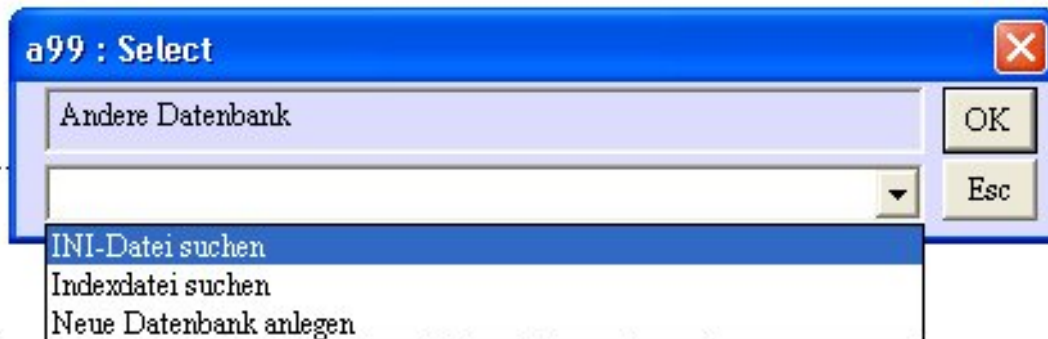 a99 : Select
Andere Datenbank
OK
Esc
INI-Datei suchen
Indexdatei suchen
Neue Datenbank anlegen